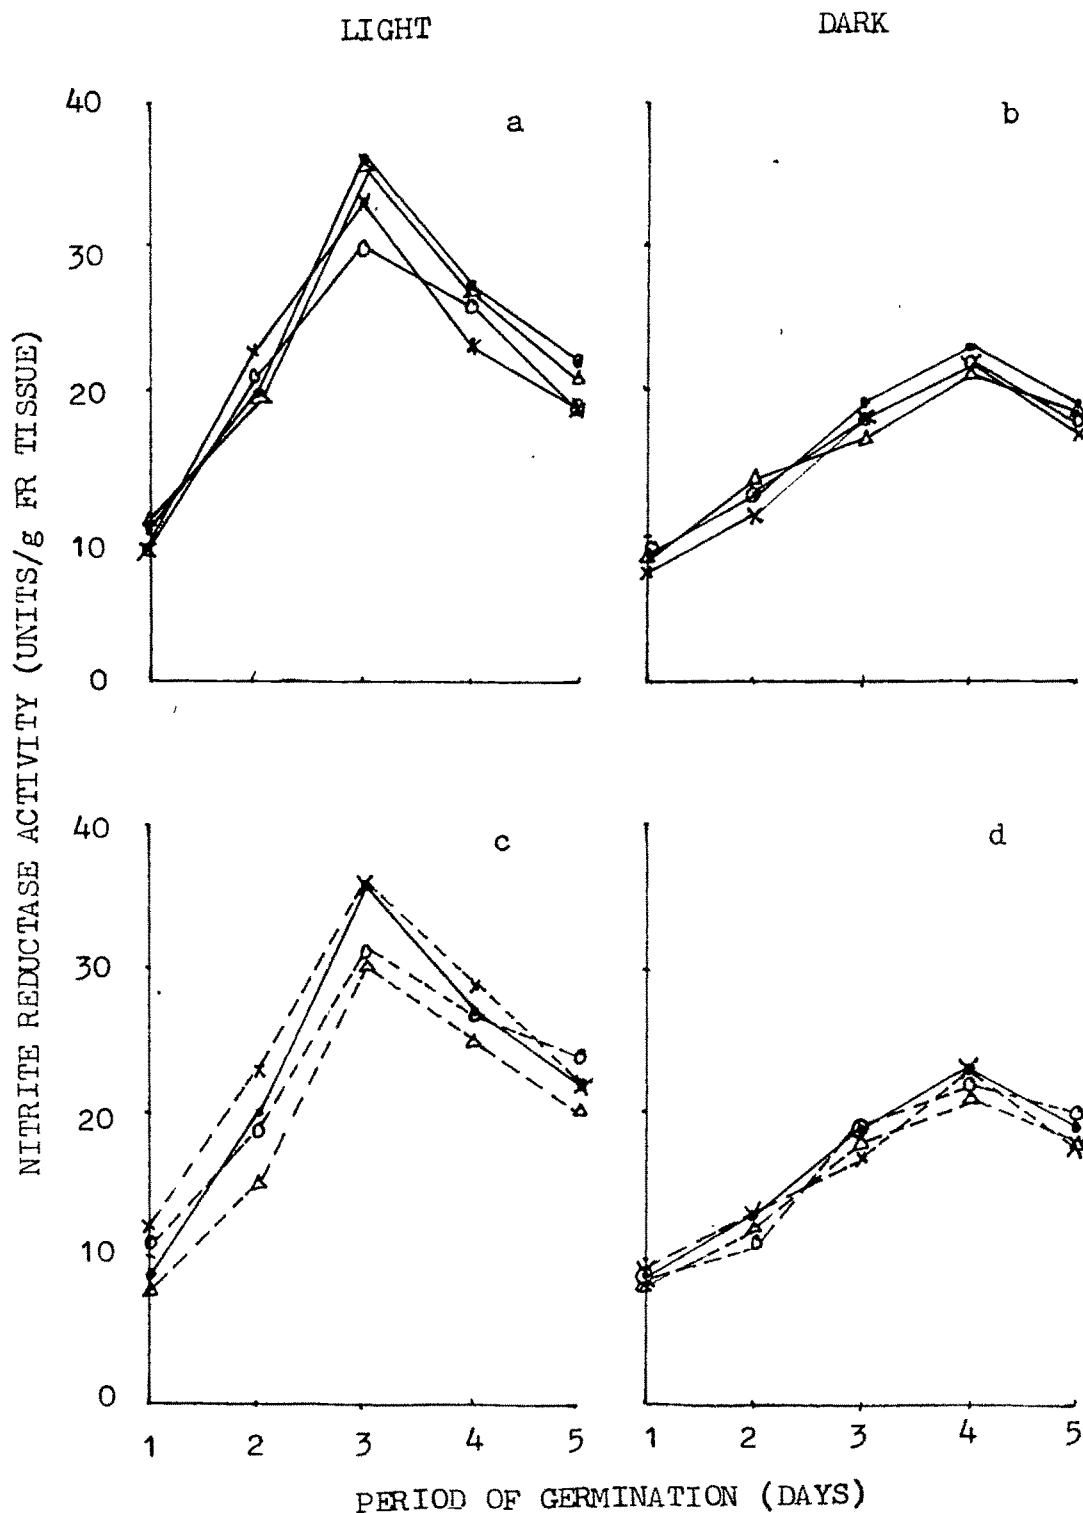 LIGHT
DARK
NITRITE REDUCTASE ACTIVITY (UNITS/g FR TISSUE)
a
b
40
30
20
10
0
c
d
40
30
20
10
0
1 2 3 4 5
1 2 3 4 5
PERIOD OF GERMINATION (DAYS)